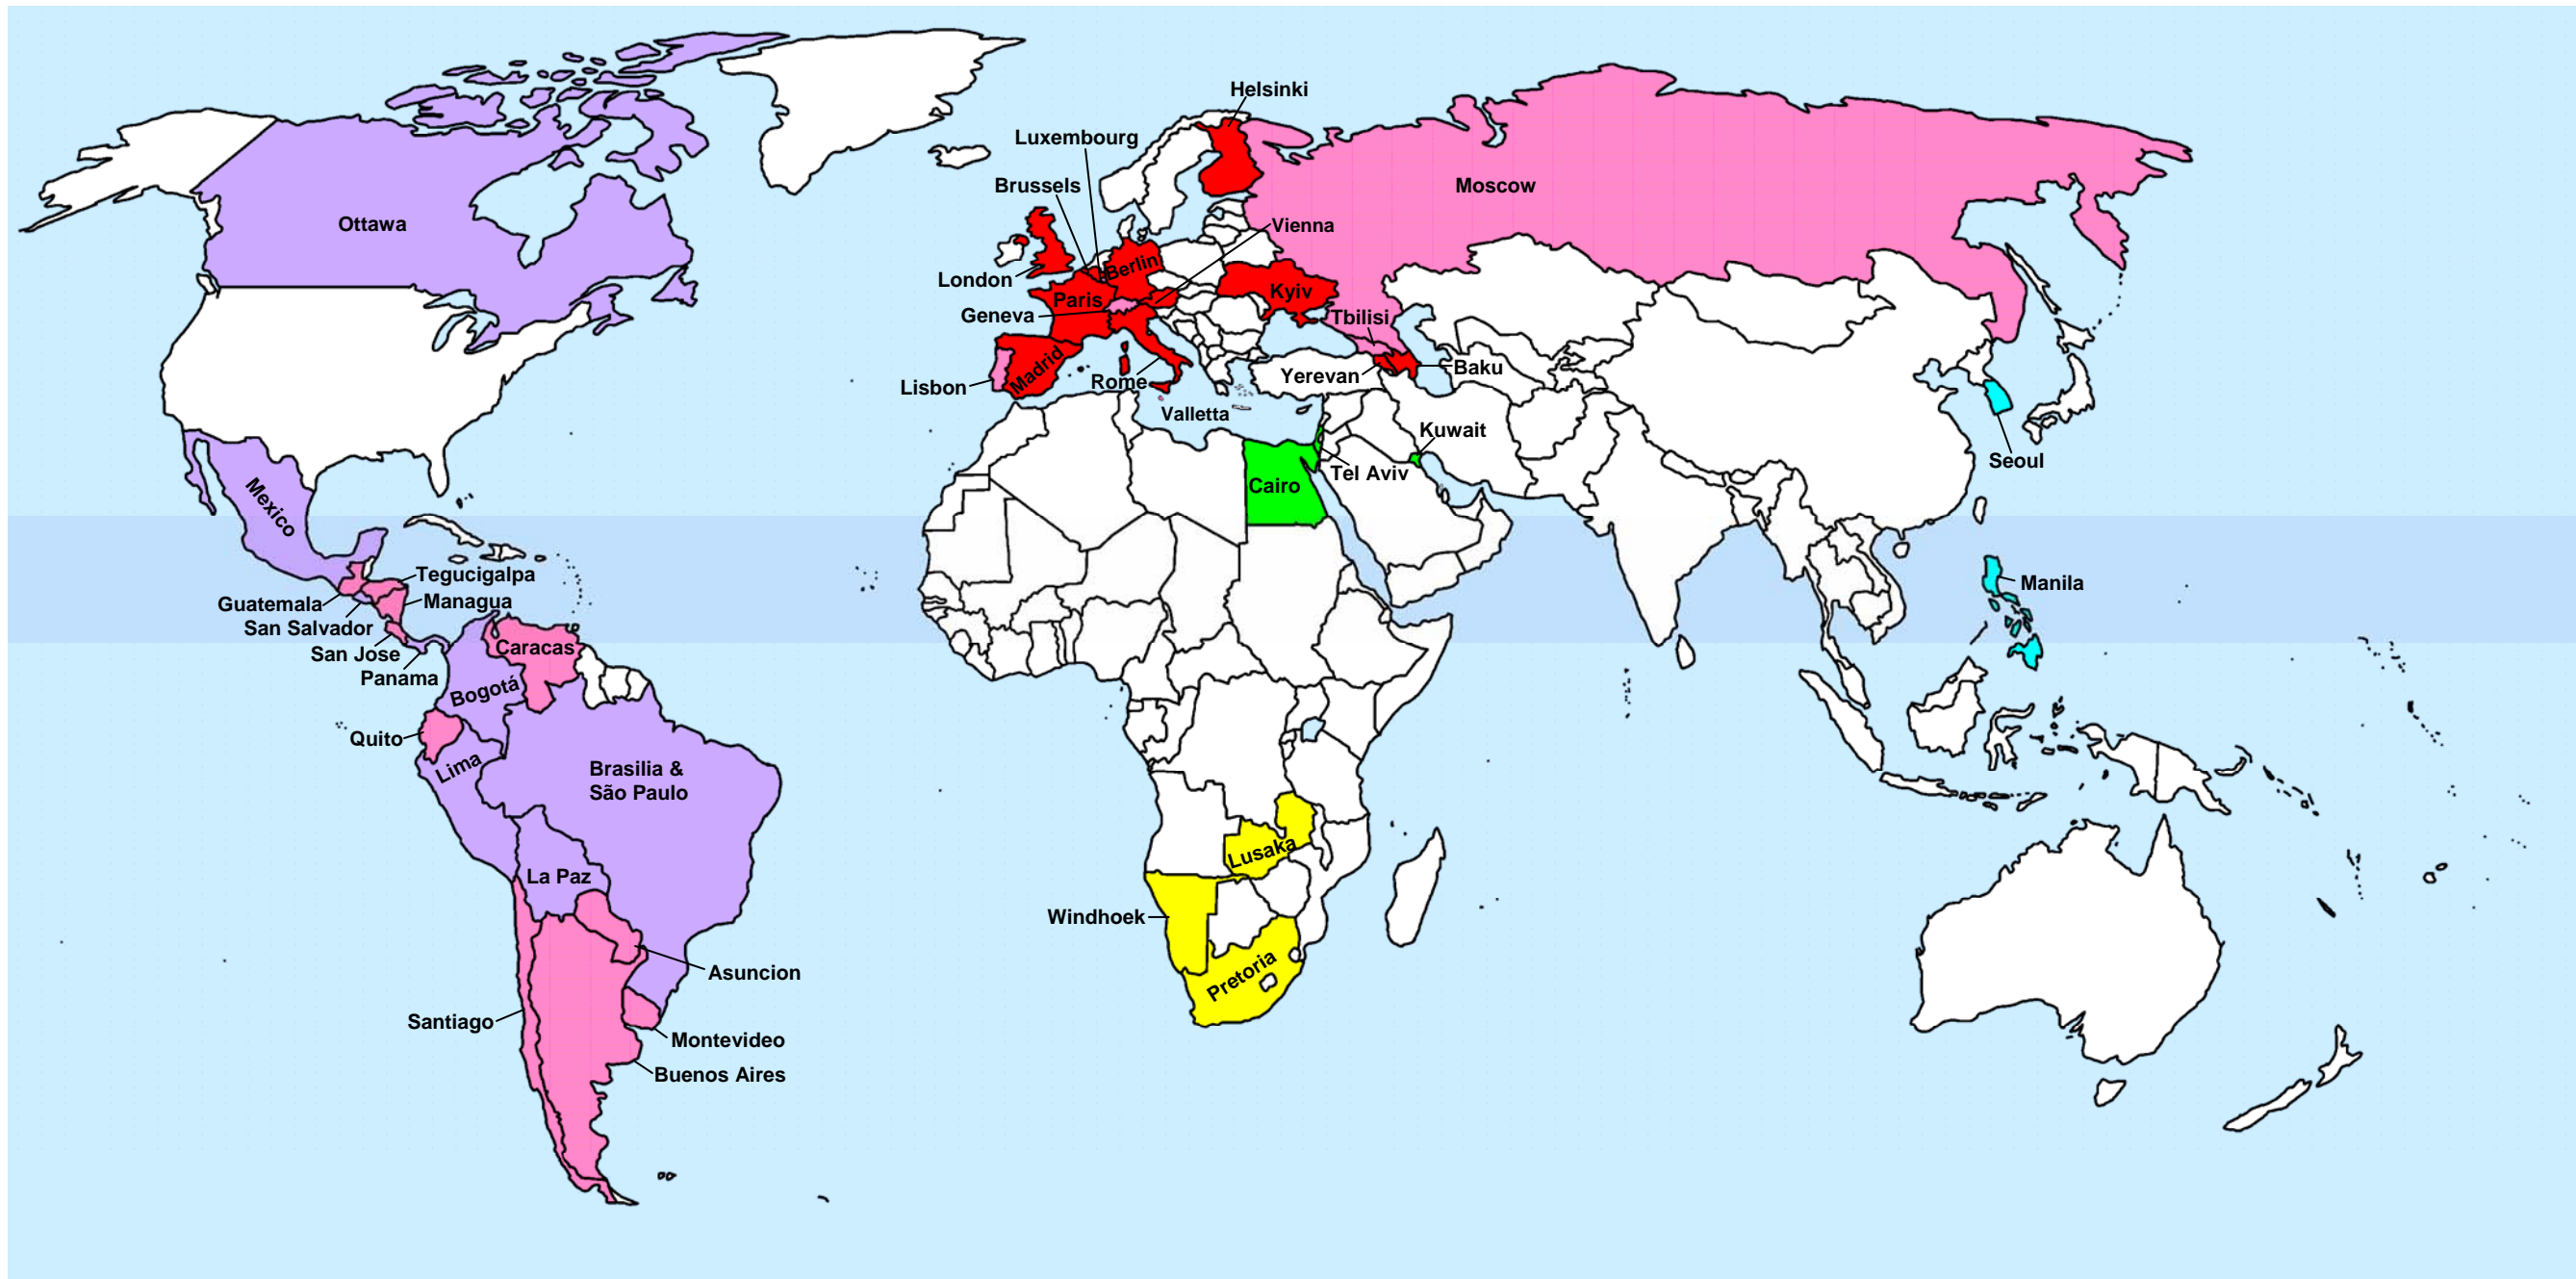 Helsinki
Luxembourg
Brussels
Moscow
Ottawa
Vienna
London
Berlin
Paris
Kyiv
Geneva
Tbilisi
Lisbon
Madrid
Rome
Yerevan
Baku
Valletta
Kuwait
Tel Aviv
Seoul
Cairo
Mexico
Tegucigalpa
Manila
Guatemala
Managua
San Salvador
San Jose
Caracas
Panama
Bogotá
Quito
Lima
Brasilia &
São Paulo
Lusaka
La Paz
Windhoek
Asuncion
Pretoria
Santiago
Montevideo
Buenos Aires